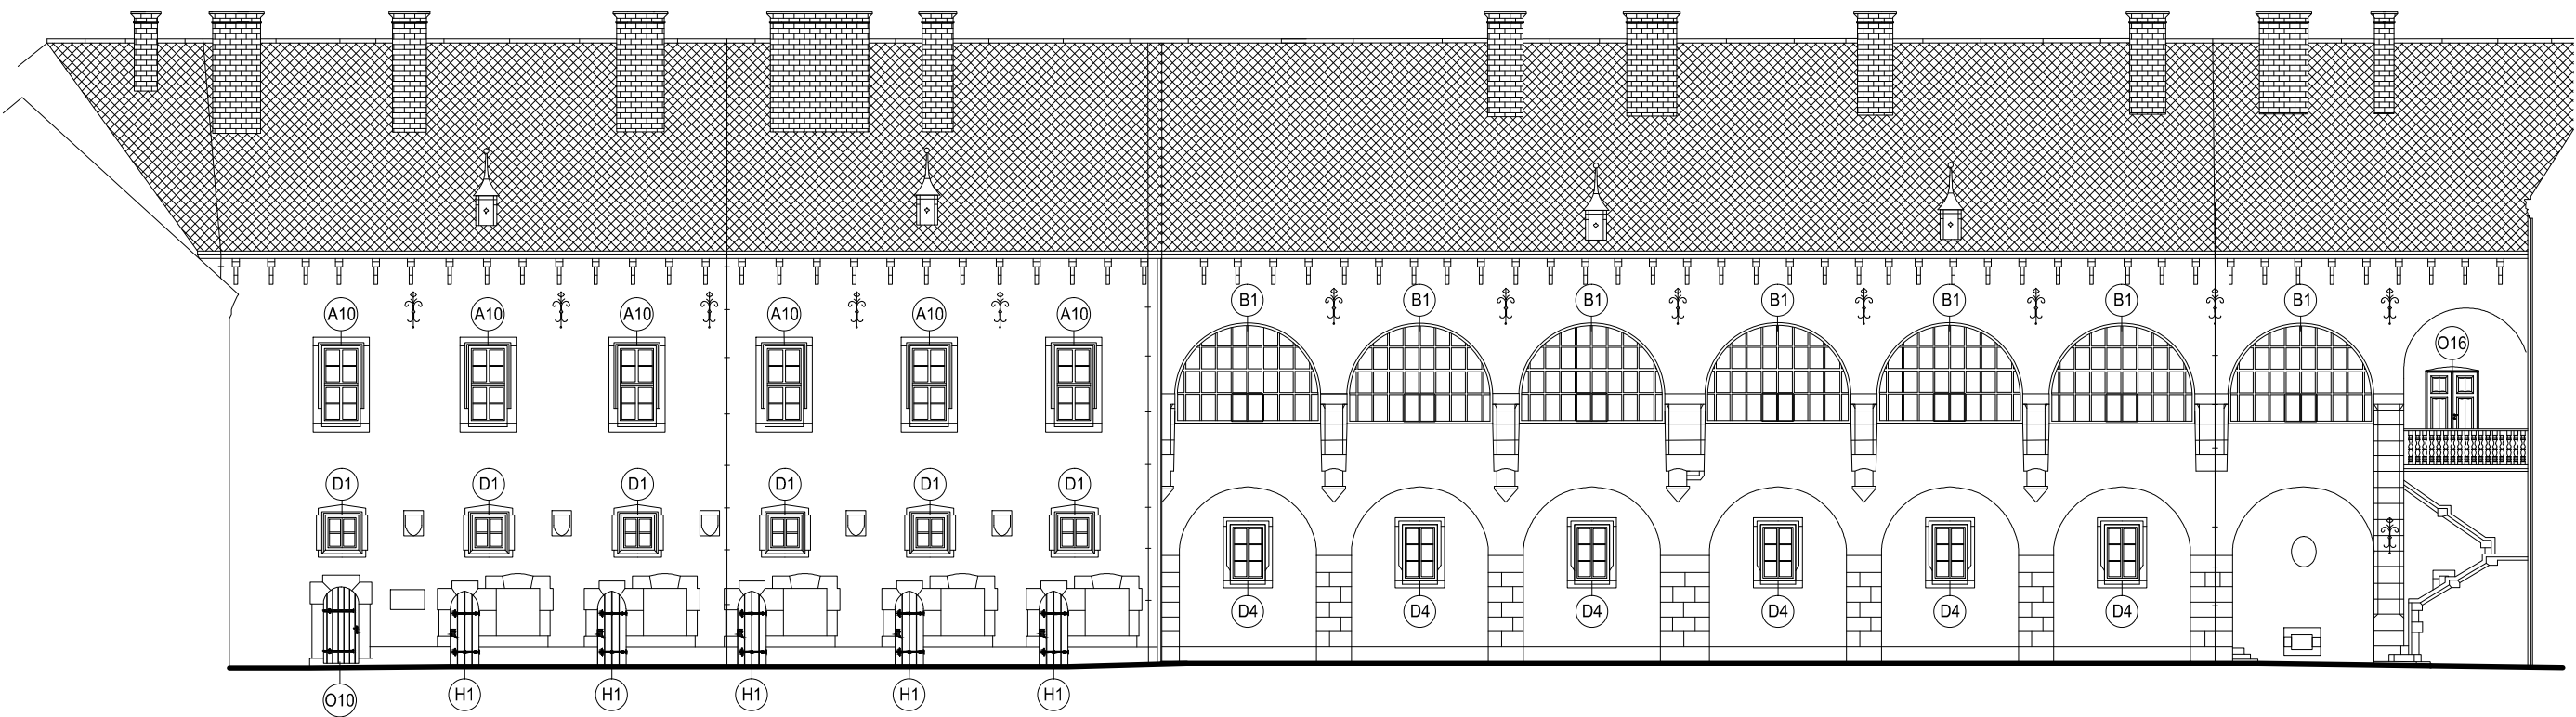 A10 A10 A10 A10 A10 A10 B1 B1 B1 B1 B1 B1 B1
O16
D1 D1 D1 D1 D1 D1
D4 D4 D4 D4 D4 D4
O10 H1 H1 H1 H1 H1